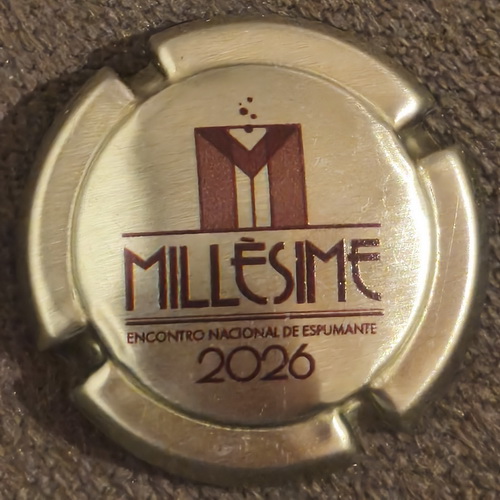 MILLÈSIME
ENCONTRO NACIONAL DE ESPUMANTE
2026